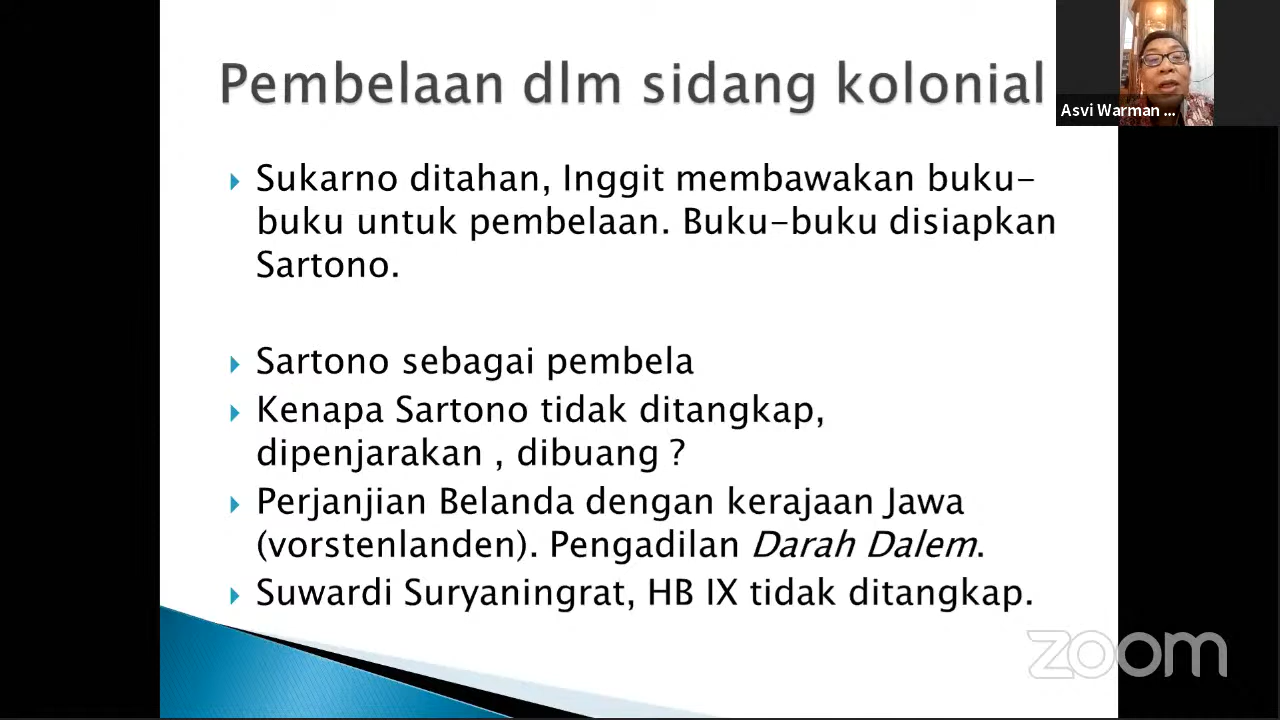 Pembelaan dlm sidang kolonial
Asvi Warman ...
Sukarno ditahan, Inggit membawakan buku-
buku untuk pembelaan. Buku-buku disiapkan
Sartono.
Sartono sebagai pembela
Kenapa Sartono tidak ditangkap,
dipenjarakan , dibuang ?
Perjanjian Belanda dengan kerajaan Jawa
(vorstenlanden). Pengadilan Darah Dalem.
Suwardi Suryaningrat, HB IX tidak ditangkap.
zoom